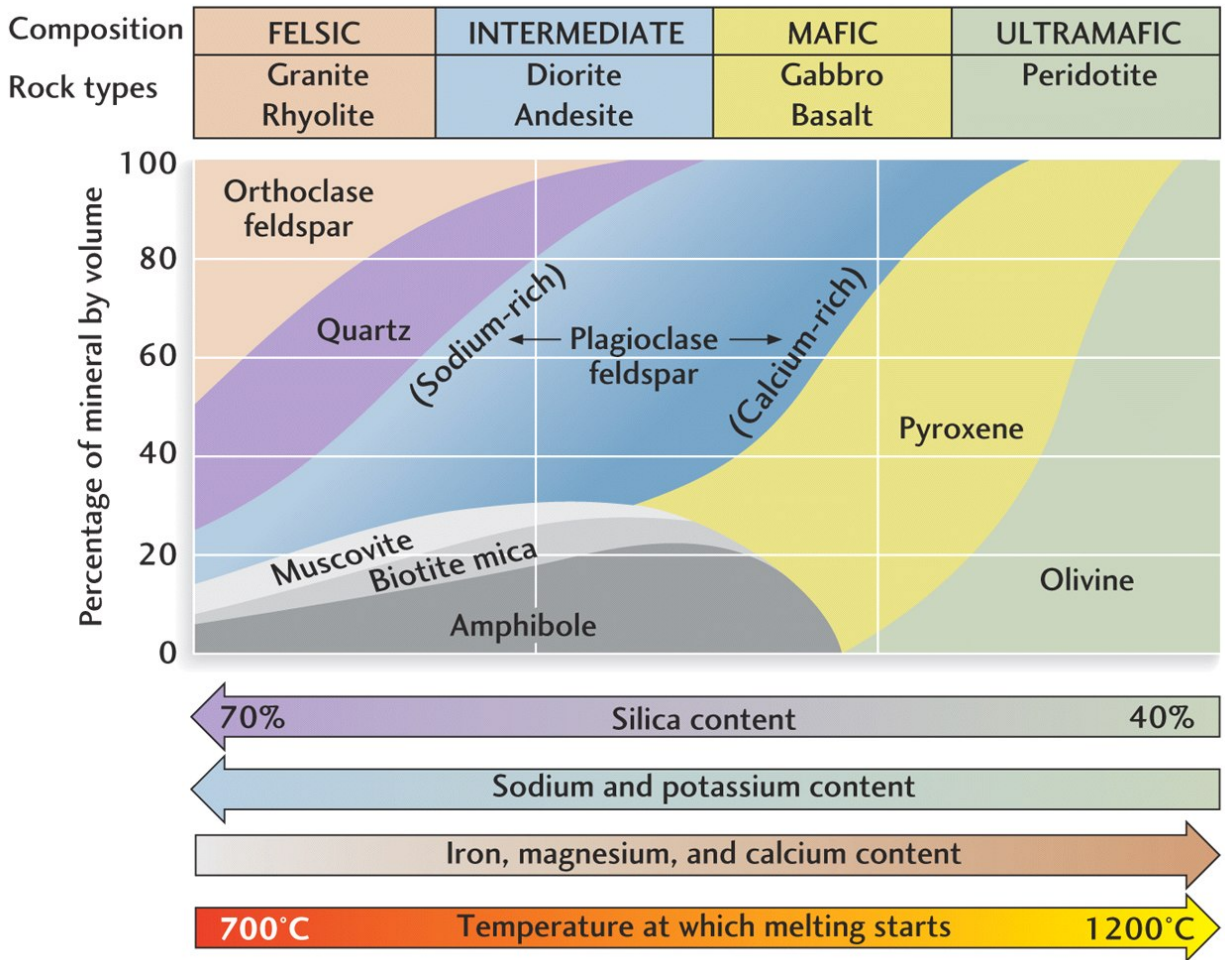 Composition
FELSIC
INTERMEDIATE
MAFIC
ULTRAMAFIC
Rock types
Granite
Rhyolite
Diorite
Andesite
Gabbro
Basalt
Peridotite
Percentage of mineral by volume
100
80
60
40
20
0
Orthoclase
feldspar
Quartz
(Sodium-rich)
Plagioclase
feldspar
(Calcium-rich)
Pyroxene
Muscovite
Biotite mica
Amphibole
Olivine
70% Silica content 40%
Sodium and potassium content
Iron, magnesium, and calcium content
700°C Temperature at which melting starts 1200°C